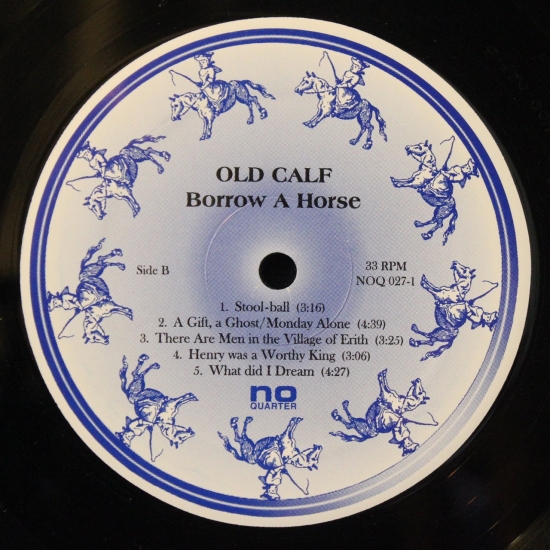 OLD CALF
Borrow A Horse
Side B
33 RPM
NOQ 027-1
1. Stool-ball (3:16)
2. A Gift, a Ghost/Monday Alone (4:39)
3. There Are Men in the Village of Erith (3:25)
4. Henry was a Worthy King (3:06)
5. What did I Dream (4:27)
no
QUARTER